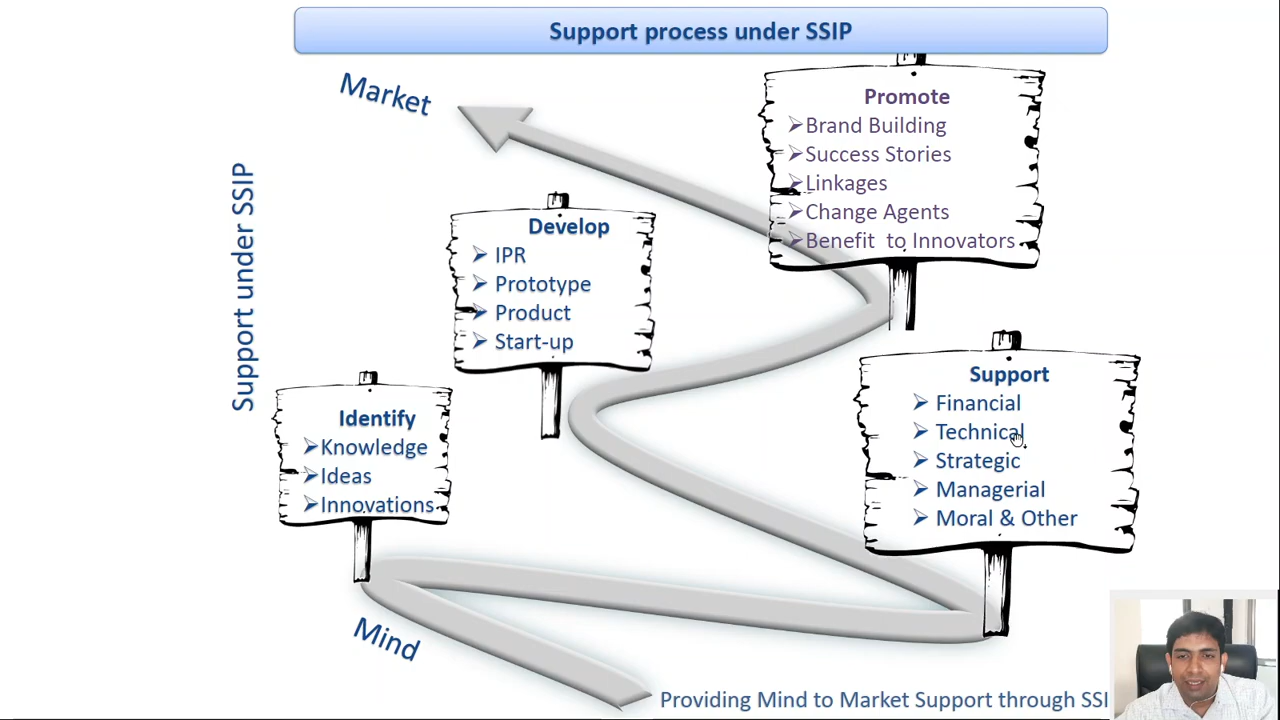 Support process under SSIP
Market
Support under SSIP
Promote
Brand Building
Success Stories
Linkages
Change Agents
Benefit to Innovators
Develop
IPR
Prototype
Product
Start-up
Support
Financial
Technical
Strategic
Managerial
Moral & Other
Identify
Knowledge
Ideas
Innovations
Mind
Providing Mind to Market Support through SSI